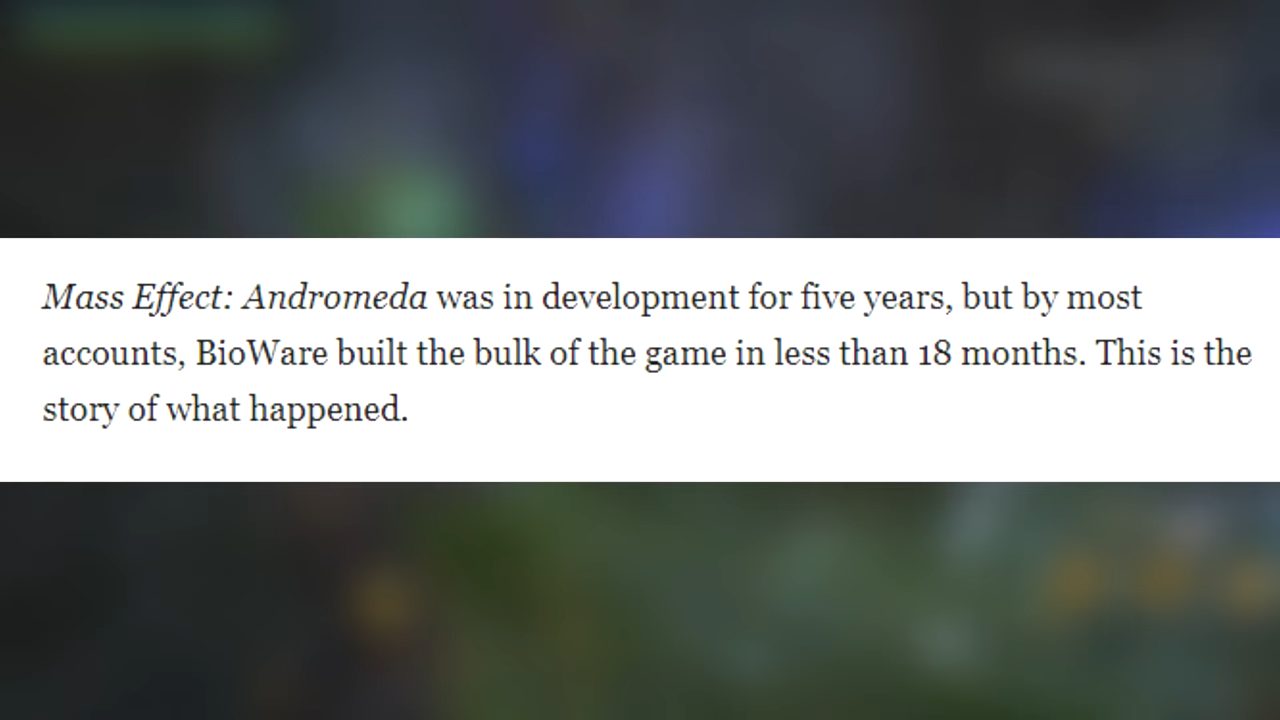 Mass Effect: Andromeda was in development for five years, but by most
accounts, BioWare built the bulk of the game in less than 18 months. This is the
story of what happened.